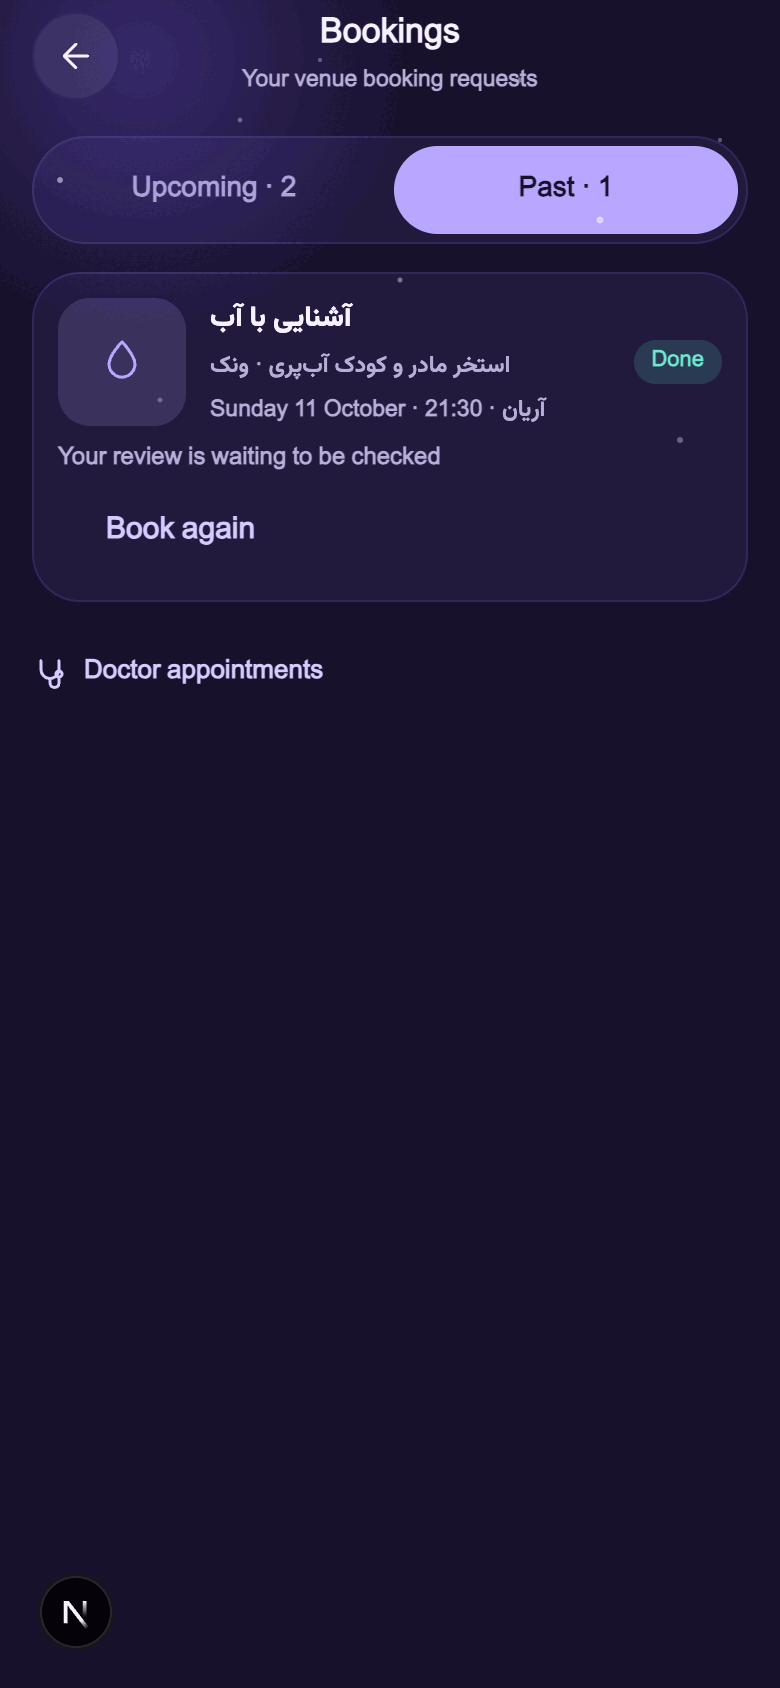 Bookings
Your venue booking requests
Upcoming · 2
Past · 1
آشنایی با آب
استخر مادر و کودک آب‌پری · ونک
Sunday 11 October · 21:30 · آریان
Done
Your review is waiting to be checked
Book again
Doctor appointments
N